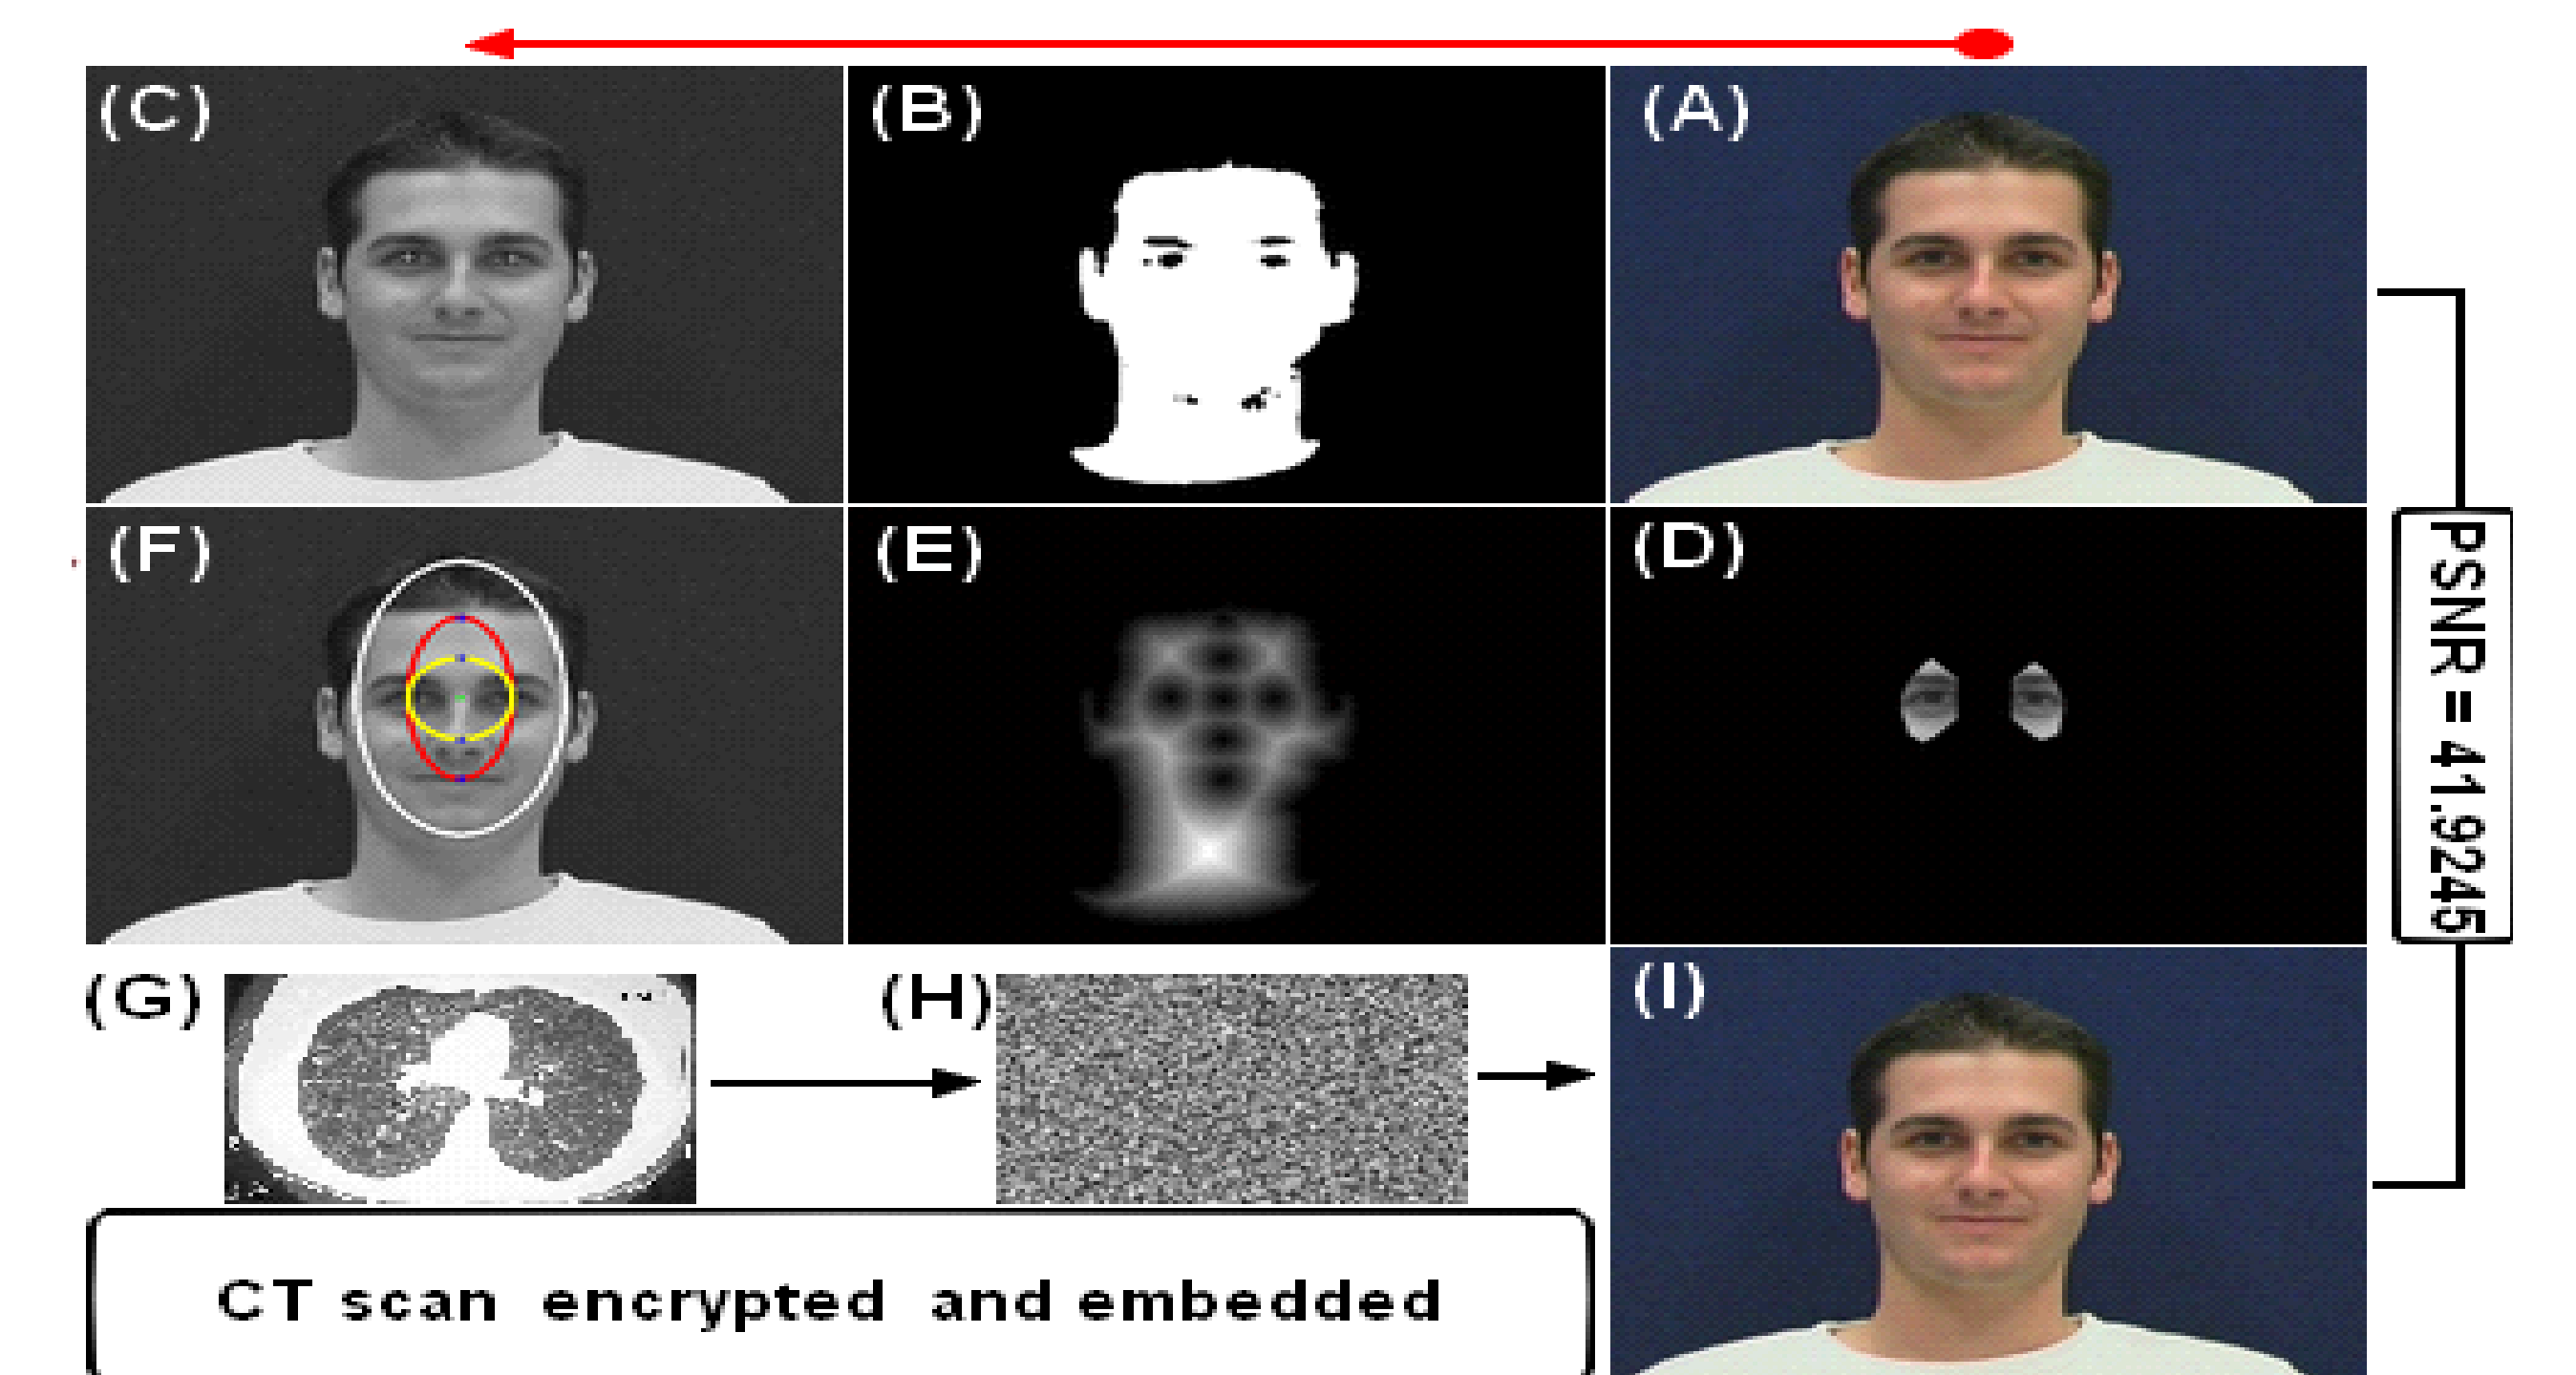 (C)
(B)
(A)
(F)
(E)
(D)
PSNR = 41.9245
(G)
(H)
(I)
CT scan encrypted and embedded